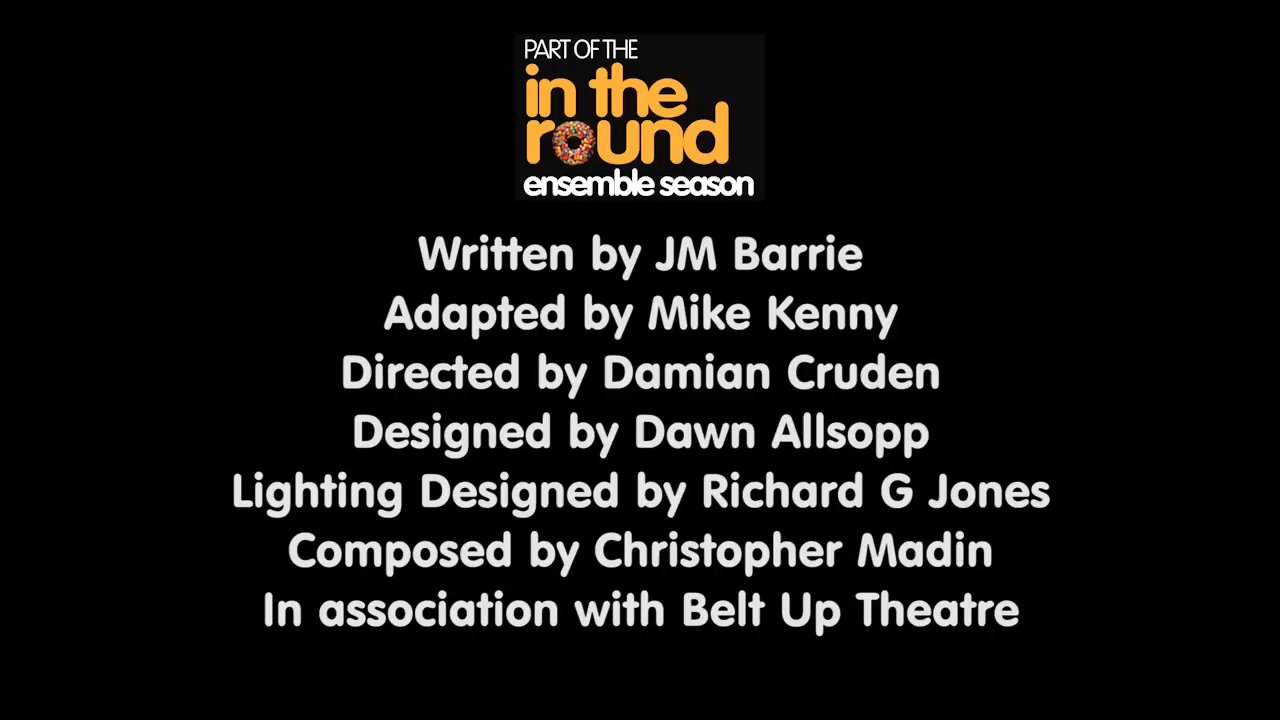 PART OF THE
in the
round
ensemble season
Written by JM Barrie
Adapted by Mike Kenny
Directed by Damian Cruden
Designed by Dawn Allsopp
Lighting Designed by Richard G Jones
Composed by Christopher Madin
In association with Belt Up Theatre